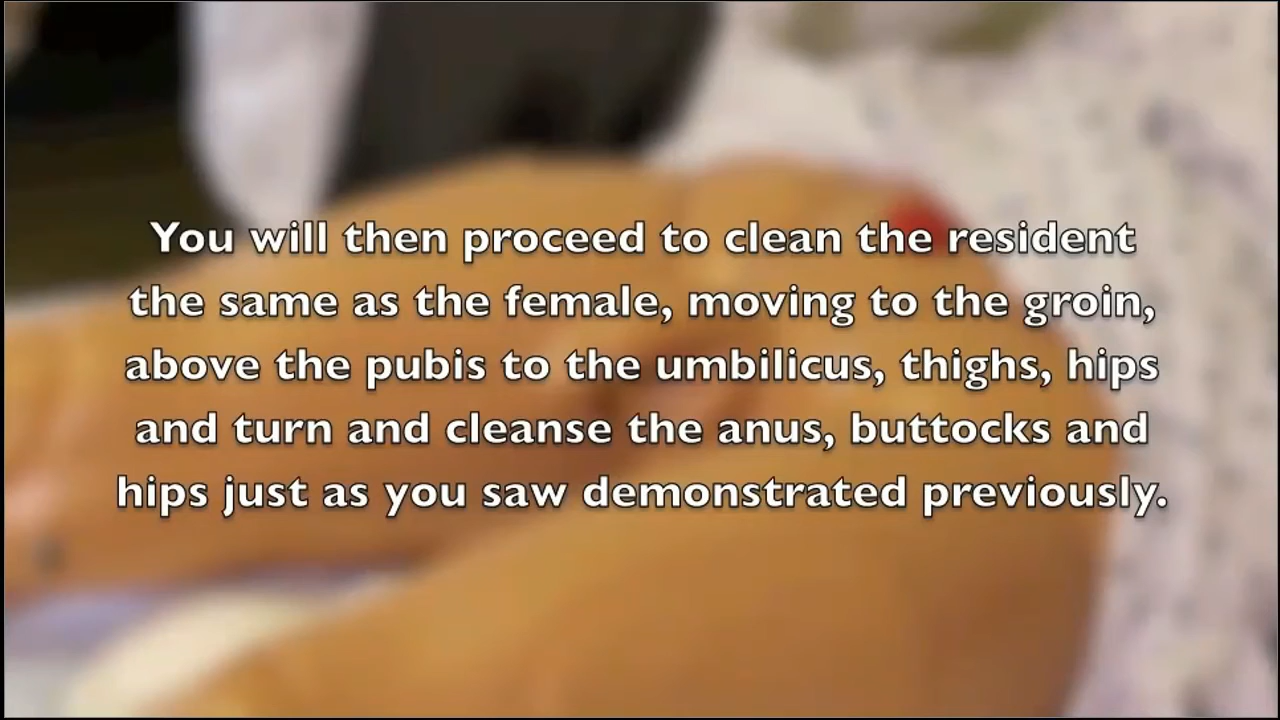 You will then proceed to clean the resident
the same as the female, moving to the groin,
above the pubis to the umbilicus, thighs, hips
and turn and cleanse the anus, buttocks and
hips just as you saw demonstrated previously.